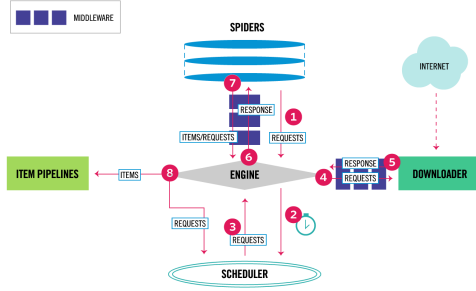 MIDDLEWARE
SPIDERS
INTERNET
7
RESPONSE
1
ITEMS/REQUESTS
REQUESTS
6
RESPONSE
5
ITEM PIPELINES
ITEMS
8
ENGINE
4
REQUESTS
DOWNLOADER
2
REQUESTS
3
REQUESTS
SCHEDULER